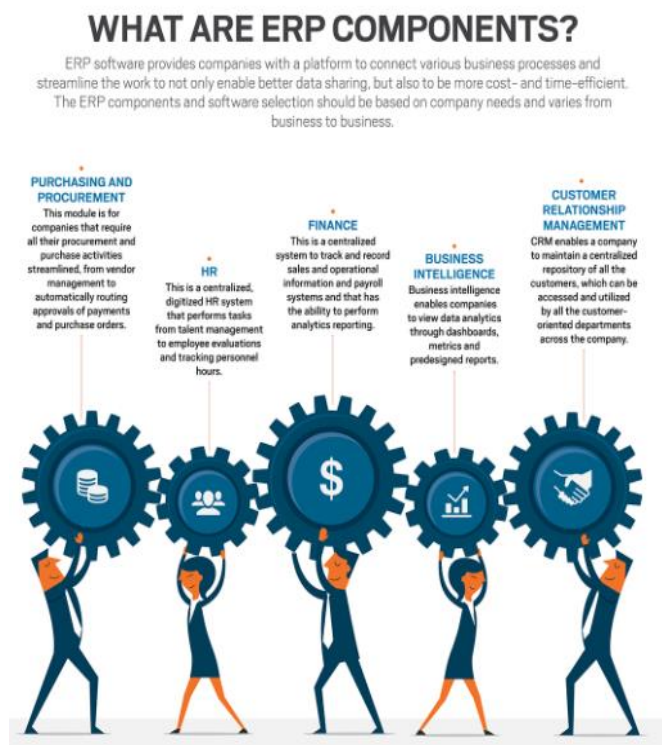 WHAT ARE ERP COMPONENTS?
ERP software provides companies with a platform to connect various business processes and
streamline the work to not only enable better data sharing, but also to be more cost- and time-efficient.
The ERP components and software selection should be based on company needs and varies from
business to business.
PURCHASING AND
PROCUREMENT
This module is for
companies that require
all their procurement and
purchase activities
streamlined, from vendor
management to
automatically routing
approvals of payments
and purchase orders.
HR
This is a centralized,
digitized HR system
that performs tasks
from talent management
to employee evaluations
and tracking personnel
hours.
FINANCE
This is a centralized
system to track and record
sales and operational
information and payroll
systems and that has
the ability to perform
analytics reporting.
BUSINESS
INTELLIGENCE
Business intelligence
enables companies
to view data analytics
through dashboards,
metrics and
predesigned reports.
CUSTOMER
RELATIONSHIP
MANAGEMENT
CRM enables a company
to maintain a centralized
repository of all the
customers, which can be
accessed and utilized
by all the customer-
oriented departments
across the company.
$